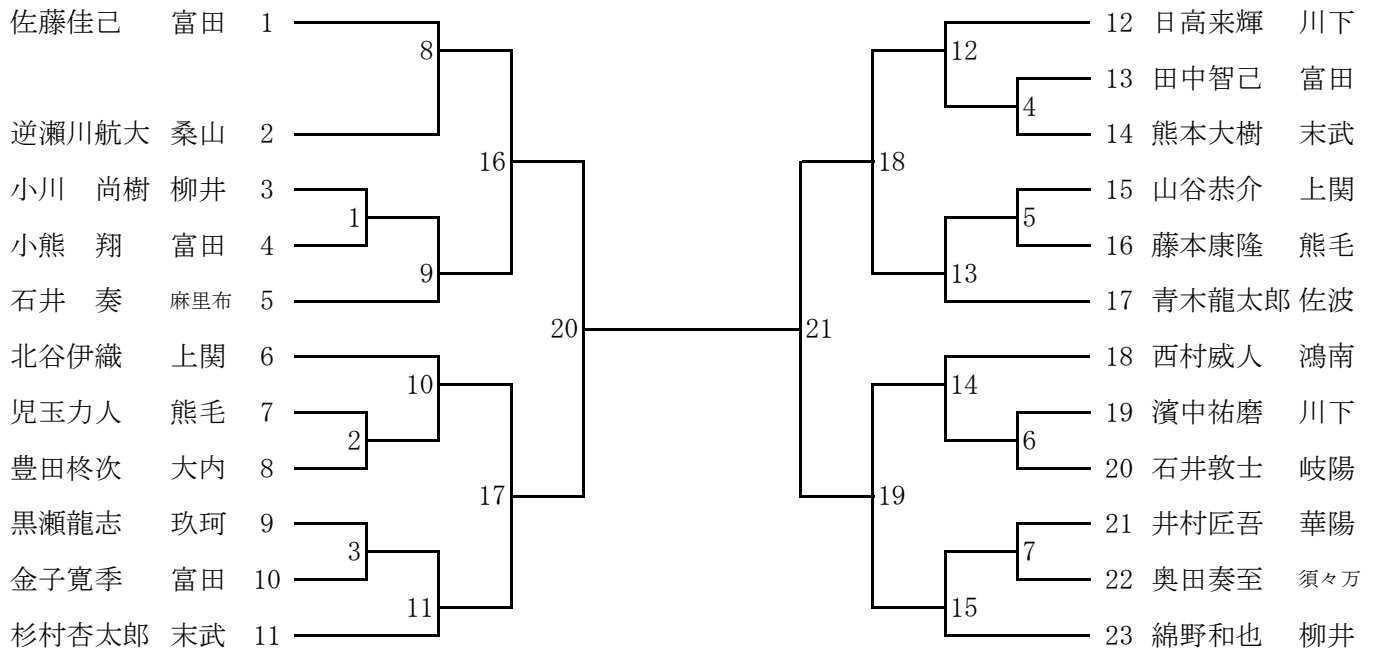 佐藤佳己 富田 1
8
逆瀬川航大 桑山 2
16
小川 尚樹 柳井 3
1
小熊 翔 富田 4
9
石井 奏 麻里布 5
20
北谷伊織 上関 6
10
児玉力人 熊毛 7
2
豊田柊次 大内 8
17
黒瀬龍志 玖珂 9
3
金子寛季 富田 10
11
杉村杏太郎 末武 11
12 日高来輝 川下
12
13 田中智己 富田
4
14 熊本大樹 末武
18
15 山谷恭介 上関
5
16 藤本康隆 熊毛
13
17 青木龍太郎 佐波
21
18 西村威人 鴻南
14
19 濱中祐磨 川下
6
20 石井敦士 岐陽
19
21 井村匠吾 華陽
7
22 奥田奏至 須々万
15
23 綿野和也 柳井